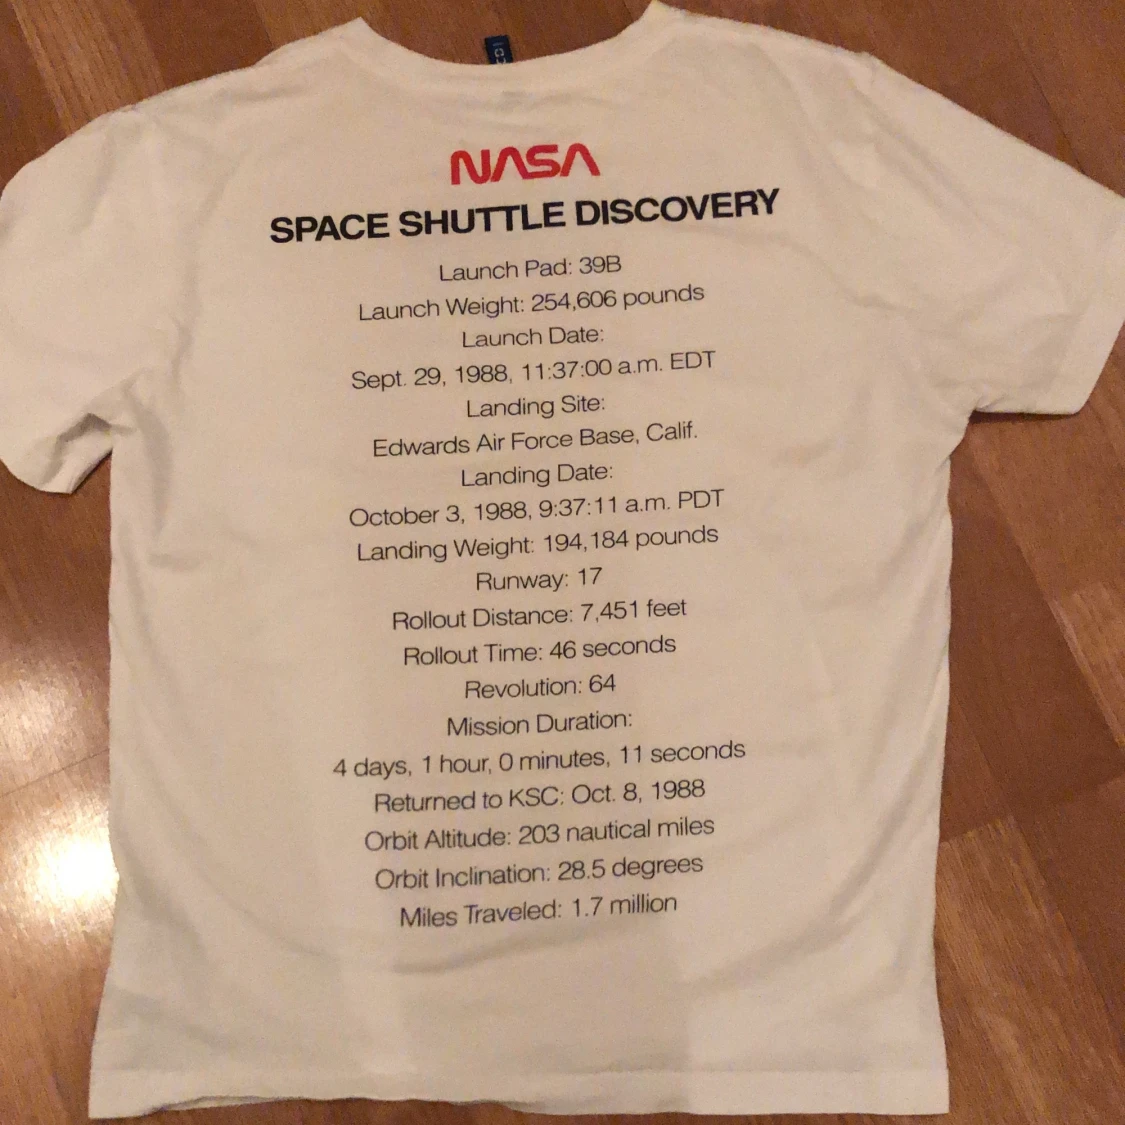 NASA
SPACE SHUTTLE DISCOVERY
Launch Pad: 39B
Launch Weight: 254,606 pounds
Launch Date:
Sept. 29, 1988, 11:37:00 a.m. EDT
Landing Site:
Edwards Air Force Base, Calif.
Landing Date:
October 3, 1988, 9:37:11 a.m. PDT
Landing Weight: 194,184 pounds
Runway: 17
Rollout Distance: 7,451 feet
Rollout Time: 46 seconds
Revolution: 64
Mission Duration:
4 days, 1 hour, 0 minutes, 11 seconds
Returned to KSC: Oct. 8, 1988
Orbit Altitude: 203 nautical miles
Orbit Inclination: 28.5 degrees
Miles Traveled: 1.7 million